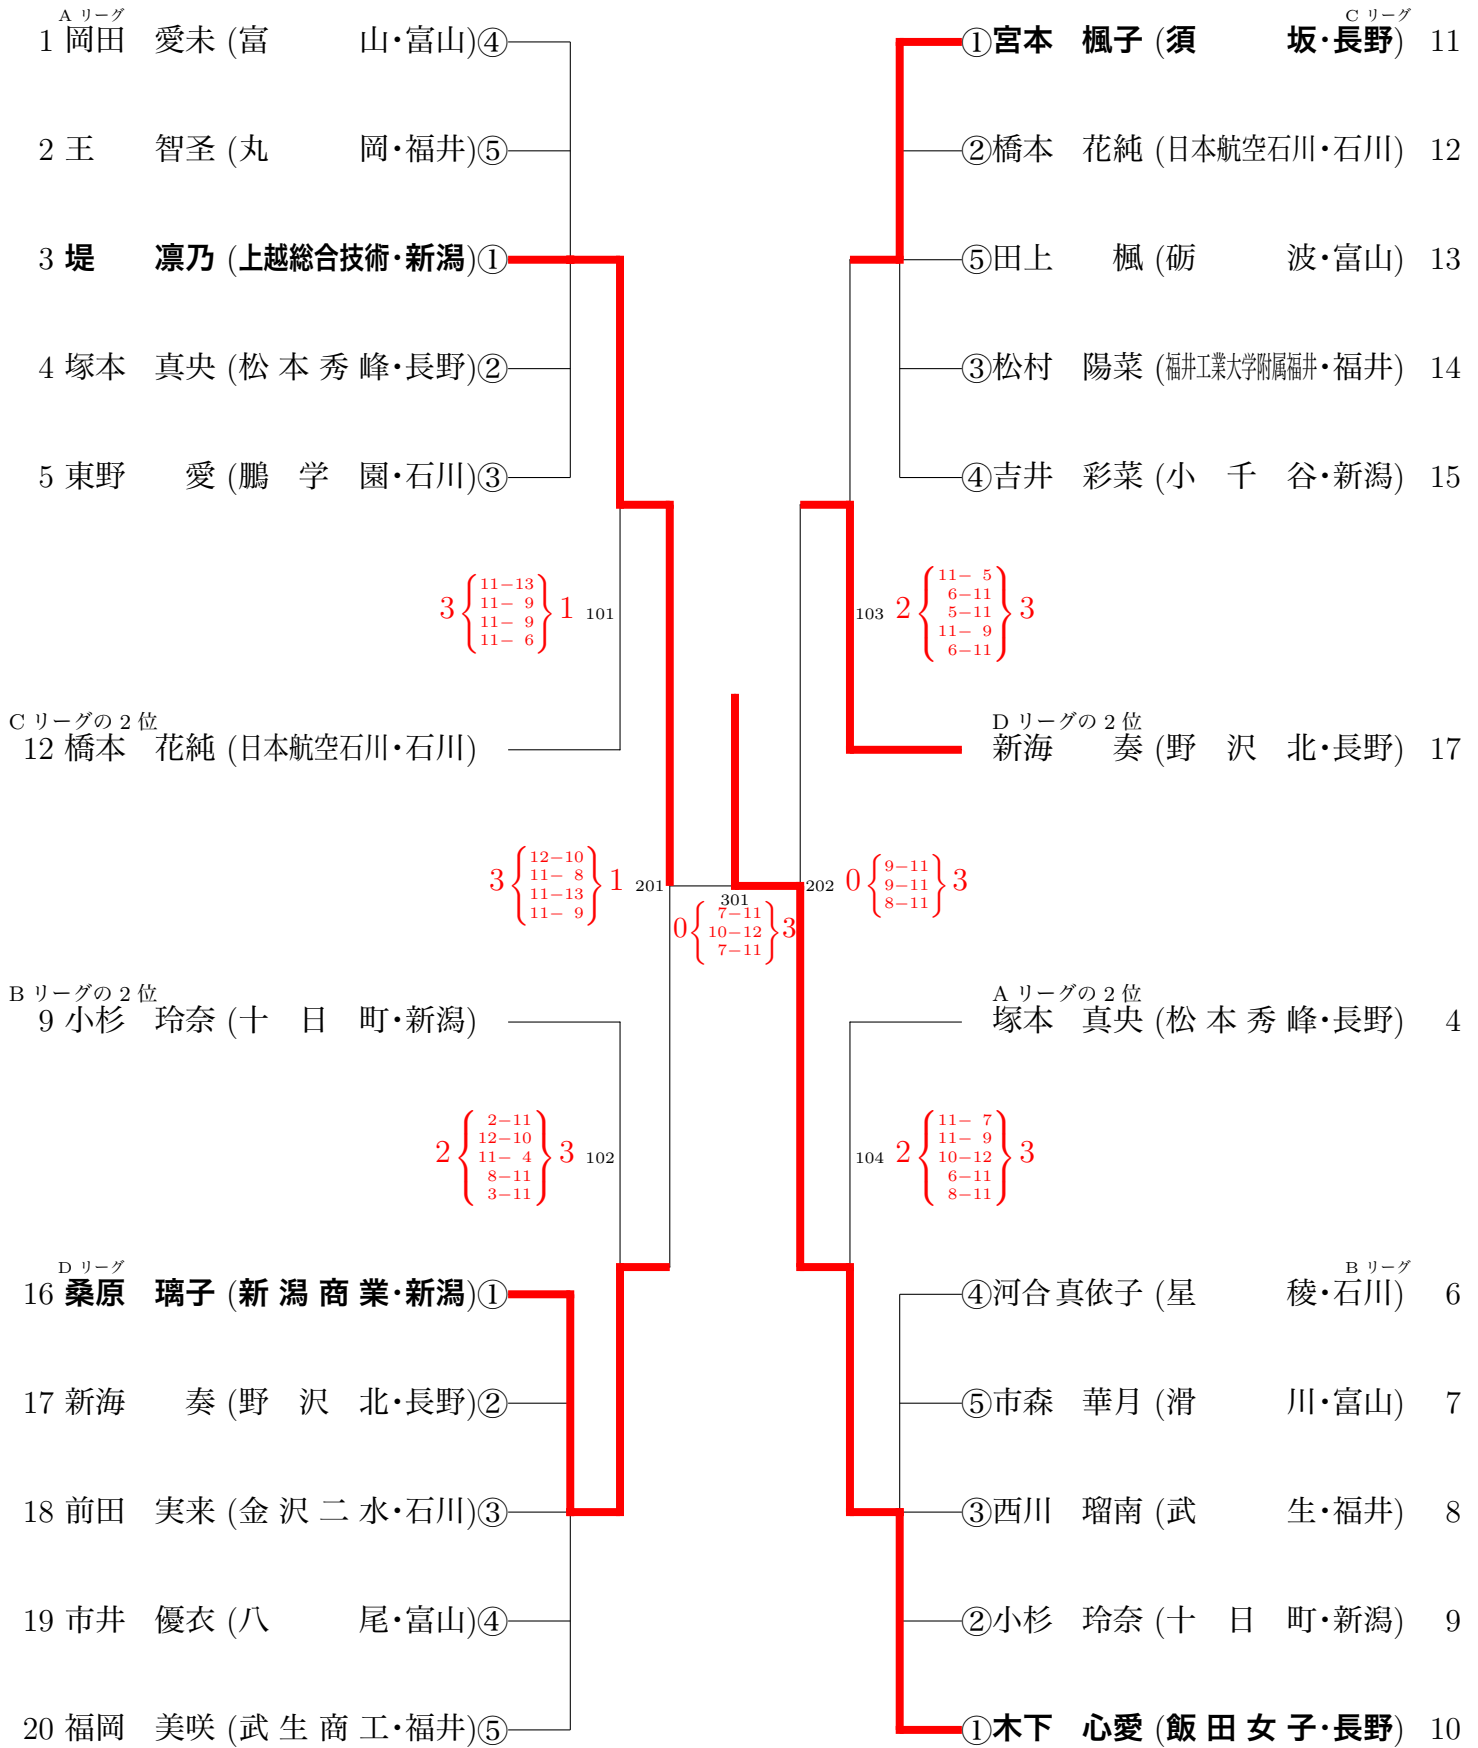 A リーグ
1 岡田 愛未 (富 山・富山)④
2 王 智圣 (丸 岡・福井)⑤
3 堤 凛乃 (上越総合技術・新潟)①
4 塚本 真央 (松本秀峰・長野)②
5 東野 愛 (鵬学園・石川)③
3 { 11−13
11− 9
11− 9
11− 6 } 1 101
C リーグの 2 位
12 橋本 花純 (日本航空石川・石川)
3 { 12−10
11− 8
11−13
11− 9 } 1 201
B リーグの 2 位
9 小杉 玲奈 (十日町・新潟)
2 { 2−11
12−10
11− 4
8−11
3−11 } 3 102
D リーグ
16 桑原 璃子 (新潟商業・新潟)①
17 新海 奏 (野沢北・長野)②
18 前田 実来 (金沢二水・石川)③
19 市井 優衣 (八 尾・富山)④
20 福岡 美咲 (武生商工・福井)⑤
301
0 { 7−11
10−12
7−11 } 3
C リーグ
①宮本 楓子 (須 坂・長野) 11
②橋本 花純 (日本航空石川・石川) 12
⑤田上 楓 (砺 波・富山) 13
③松村 陽菜 (福井工業大学附属福井・福井) 14
④吉井 彩菜 (小千谷・新潟) 15
103 2 { 11− 5
6−11
5−11
11− 9
6−11 } 3
D リーグの 2 位
新海 奏 (野沢北・長野) 17
202 0 { 9−11
9−11
8−11 } 3
A リーグの 2 位
塚本 真央 (松本秀峰・長野) 4
104 2 { 11− 7
11− 9
10−12
6−11
8−11 } 3
B リーグ
④河合 真依子 (星 稜・石川) 6
⑤市森 華月 (滑 川・富山) 7
③西川 瑠南 (武 生・福井) 8
②小杉 玲奈 (十日町・新潟) 9
①木下 心愛 (飯田女子・長野) 10